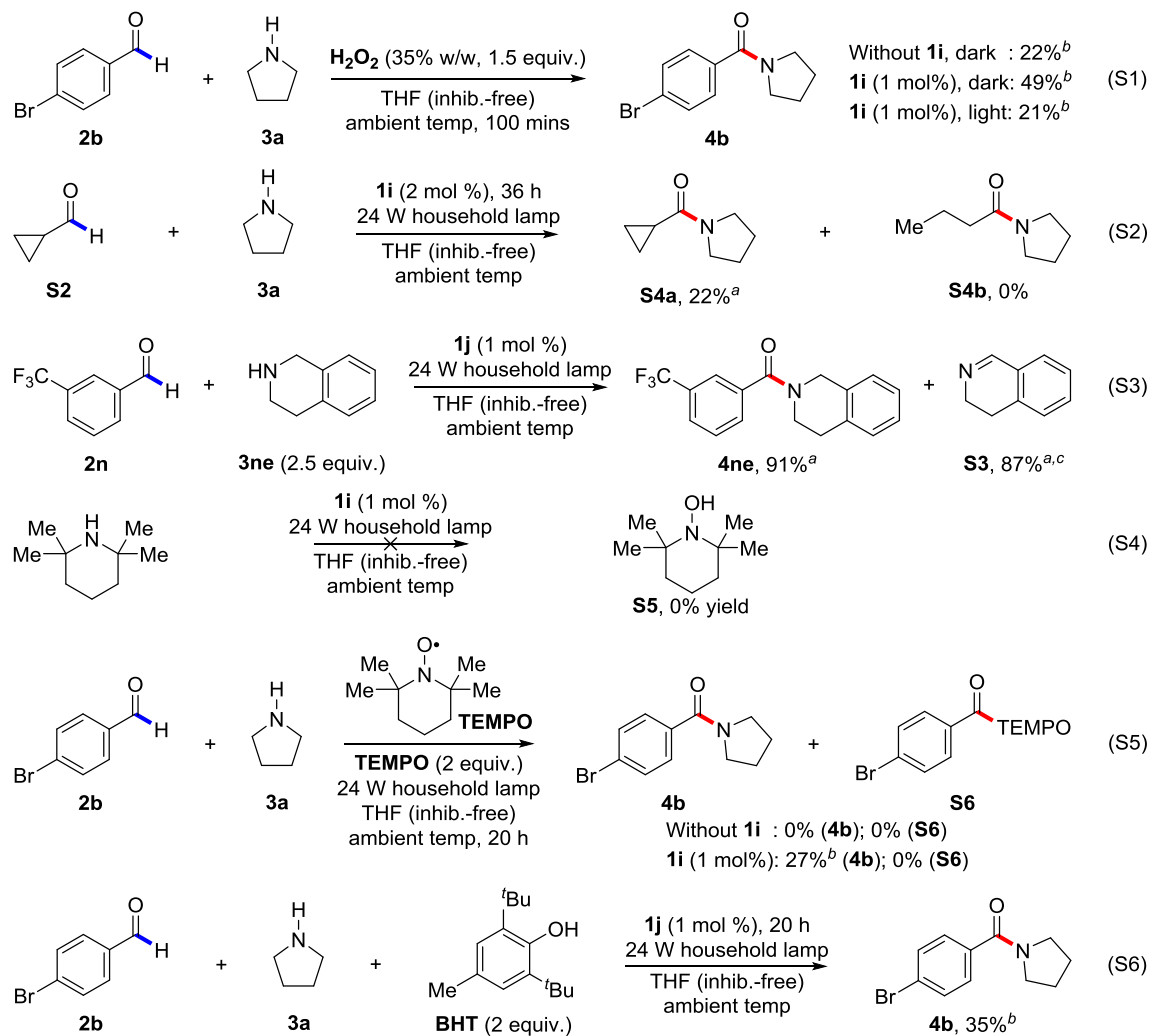 O
H
Br
2b
+
H
N
3a
H₂O₂ (35% w/w, 1.5 equiv.)
THF (inhib.-free)
ambient temp, 100 mins
O
N
Br
4b
Without 1i, dark : 22%ᵇ
1i (1 mol%), dark: 49%ᵇ
1i (1 mol%), light: 21%ᵇ
(S1)
O
H
S2
+
H
N
3a
1i (2 mol %), 36 h
24 W household lamp
THF (inhib.-free)
ambient temp
O
N
S4a, 22%ᵃ
+
O
Me
N
S4b, 0%
(S2)
O
F₃C
H
2n
+
HN
3ne (2.5 equiv.)
1j (1 mol %)
24 W household lamp
THF (inhib.-free)
ambient temp
O
F₃C
N
4ne, 91%ᵃ
+
N
S3, 87%ᵃ,ᶜ
(S3)
H
Me N Me
Me Me
1i (1 mol %)
24 W household lamp
THF (inhib.-free)
ambient temp
OH
Me N Me
Me Me
S5, 0% yield
(S4)
O
H
Br
2b
+
H
N
3a
O•
Me N Me
Me Me
TEMPO
TEMPO (2 equiv.)
24 W household lamp
THF (inhib.-free)
ambient temp, 20 h
O
N
Br
4b
+
O
TEMPO
Br
S6
Without 1i : 0% (4b); 0% (S6)
1i (1 mol%): 27%ᵇ (4b); 0% (S6)
(S5)
O
H
Br
2b
+
H
N
3a
+
ᵗBu
OH
Me
ᵗBu
BHT (2 equiv.)
1j (1 mol %), 20 h
24 W household lamp
THF (inhib.-free)
ambient temp
O
N
Br
4b, 35%ᵇ
(S6)